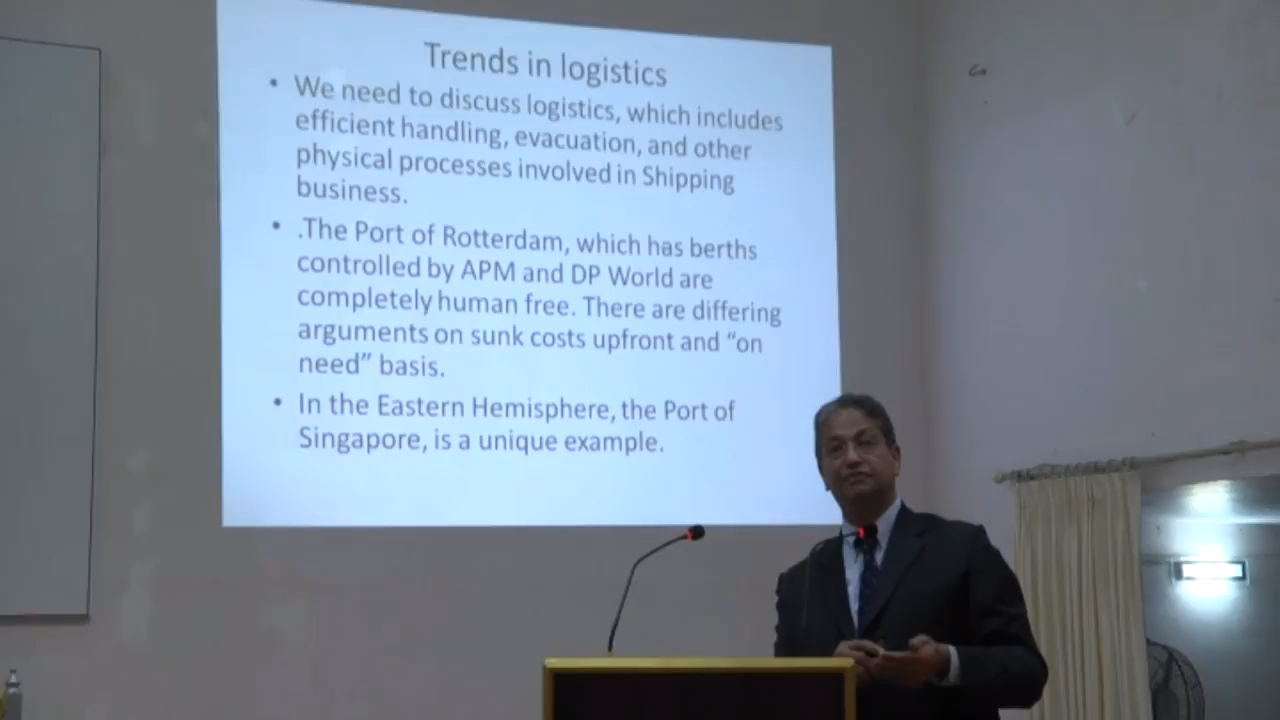 Trends in logistics
• We need to discuss logistics, which includes
efficient handling, evacuation, and other
physical processes involved in Shipping
business.
• .The Port of Rotterdam, which has berths
controlled by APM and DP World are
completely human free. There are differing
arguments on sunk costs upfront and “on
need” basis.
• In the Eastern Hemisphere, the Port of
Singapore, is a unique example.